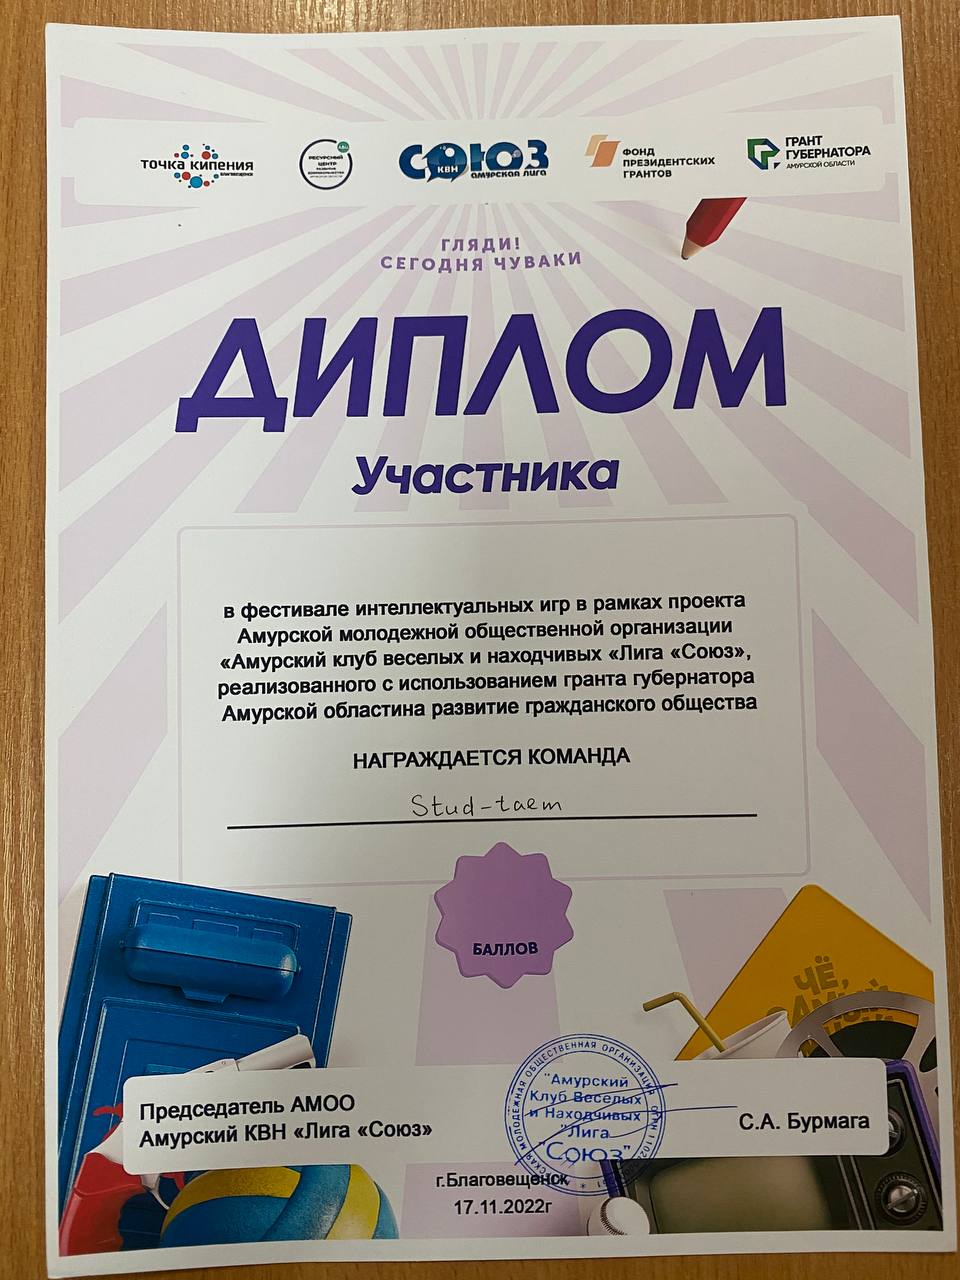 точка кипения
благовещенск
РЕСУРСНЫЙ
ЦЕНТР
СОЮЗ
КВН
амурская лига
ФОНД
ПРЕЗИДЕНТСКИХ
ГРАНТОВ
ГРАНТ
ГУБЕРНАТОРА
АМУРСКОЙ ОБЛАСТИ
ГЛЯДИ!
СЕГОДНЯ ЧУВАКИ
ДИПЛОМ
Участника
в фестивале интеллектуальных игр в рамках проекта
Амурской молодежной общественной организации
«Амурский клуб веселых и находчивых «Лига «Союз»,
реализованного с использованием гранта губернатора
Амурской областина развитие гражданского общества
НАГРАЖДАЕТСЯ КОМАНДА
Stud-taem
БАЛЛОВ
ЧЁ,
САМЫЙ
Председатель АМОО
Амурский КВН «Лига «Союз»
МОЛОДЕЖНАЯ ОБЩЕСТВЕННАЯ ОРГАНИЗАЦИЯ
"Амурский
Клуб Веселых
и Находчивых
"Лига
"Союз"
С.А. Бурмага
г.Благовещенск
17.11.2022г